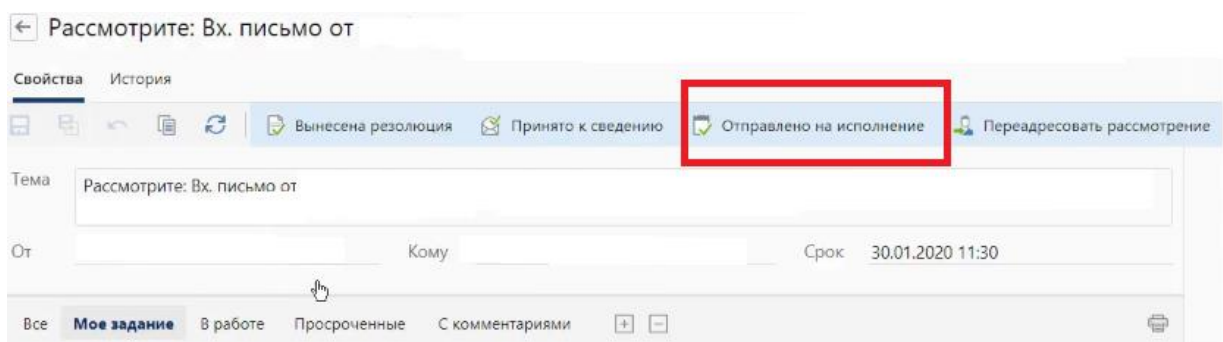 Рассмотрите: Вх. письмо от
Свойства История
Вынесена резолюция Принято к сведению Отправлено на исполнение Переадресовать рассмотрение
Тема Рассмотрите: Вх. письмо от
От Кому Срок 30.01.2020 11:30
Все Мое задание В работе Просроченные С комментариями